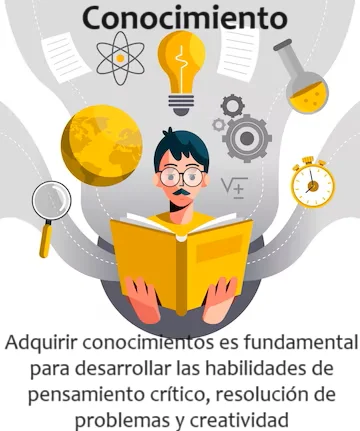 Conocimiento
√±
Adquirir conocimientos es fundamental
para desarrollar las habilidades de
pensamiento crítico, resolución de
problemas y creatividad